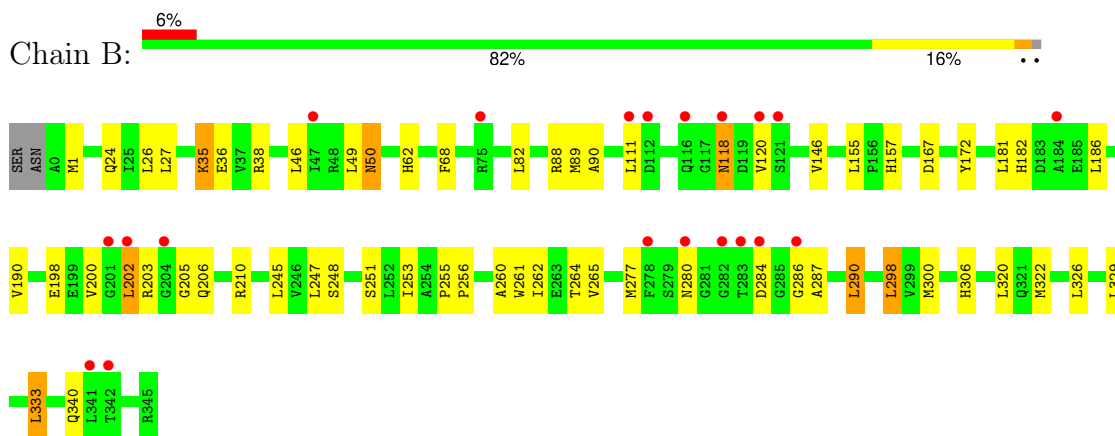 6%
Chain B:
82% 16% • •
SER ASN A0 M1 Q24 I25 L26 L27 K35 E36 V37 R38 L46 I47 R48 L49 N50 H62 F68 R75 L82 R88 M89 A90 L111 D112 Q116 G117 N118 D119 V120 S121 V146 L155 P156 H157 D167 Y172 L181 H182 D183 A184 E185 L186
V190 E198 E199 V200 G201 L202 R203 G204 G205 Q206 R210 L245 V246 L247 S248 S251 L252 I253 A254 P255 P256 A260 W261 I262 E263 T264 V265 M277 F278 S279 N280 G281 G282 T283 D284 G285 G286 A287 L290 L298 V299 M300 H306 L320 Q321 M322 L326 L329
L333 Q340 L341 T342 R345